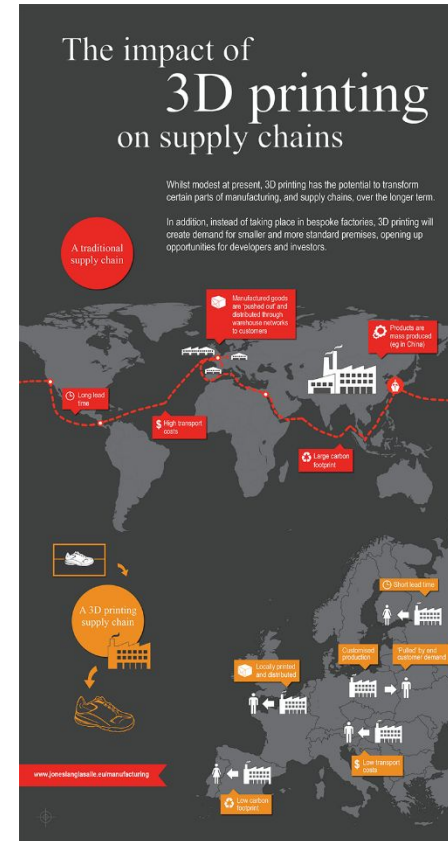 The impact of
3D printing
on supply chains
Whilst modest at present, 3D printing has the potential to transform
certain parts of manufacturing, and supply chains, over the longer term.
In addition, instead of taking place in bespoke factories, 3D printing will
create demand for smaller and more standard premises, opening up
opportunities for developers and investors.
A traditional
supply chain
Manufactured goods
are 'pushed out' and
distributed through
warehouse networks
to customers
Products are
mass produced
(eg in China)
Long lead
time
$ High transport
costs
Large carbon
footprint
A 3D printing
supply chain
Short lead time
Customised
production
'Pulled' by end
customer demand
Locally printed
and distributed
$ Low transport
costs
Low carbon
footprint
www.joneslanglasalle.eu/manufacturing